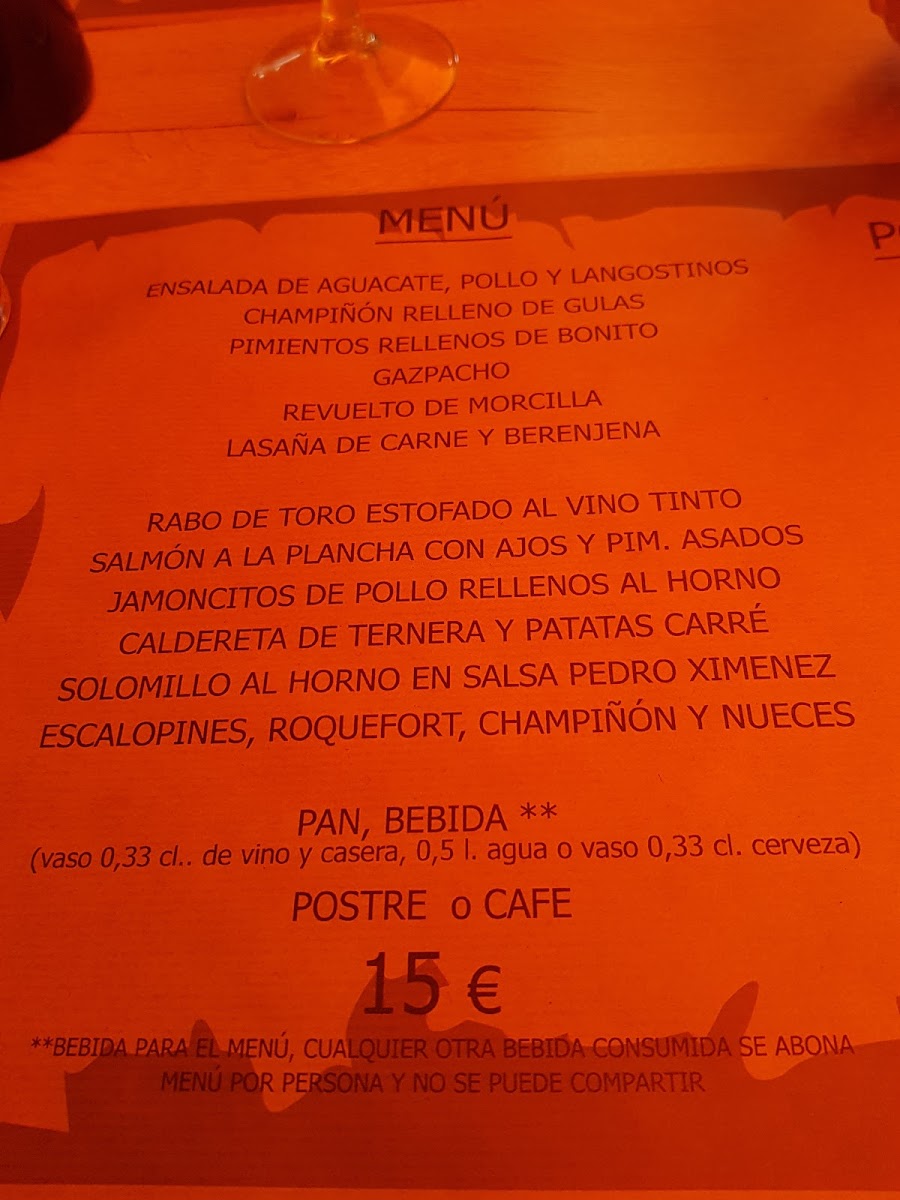 MENÚ
ENSALADA DE AGUACATE, POLLO Y LANGOSTINOS
CHAMPIÑÓN RELLENO DE GULAS
PIMIENTOS RELLENOS DE BONITO
GAZPACHO
REVUELTO DE MORCILLA
LASAÑA DE CARNE Y BERENJENA
RABO DE TORO ESTOFADO AL VINO TINTO
SALMÓN A LA PLANCHA CON AJOS Y PIM. ASADOS
JAMONCITOS DE POLLO RELLENOS AL HORNO
CALDERETA DE TERNERA Y PATATAS CARRÉ
SOLOMILLO AL HORNO EN SALSA PEDRO XIMENEZ
ESCALOPINES, ROQUEFORT, CHAMPIÑÓN Y NUECES
PAN, BEBIDA **
(vaso 0,33 cl.. de vino y casera, 0,5 l. agua o vaso 0,33 cl. cerveza)
POSTRE o CAFE
15 €
**BEBIDA PARA EL MENÚ, CUALQUIER OTRA BEBIDA CONSUMIDA SE ABONA
MENÚ POR PERSONA Y NO SE PUEDE COMPARTIR